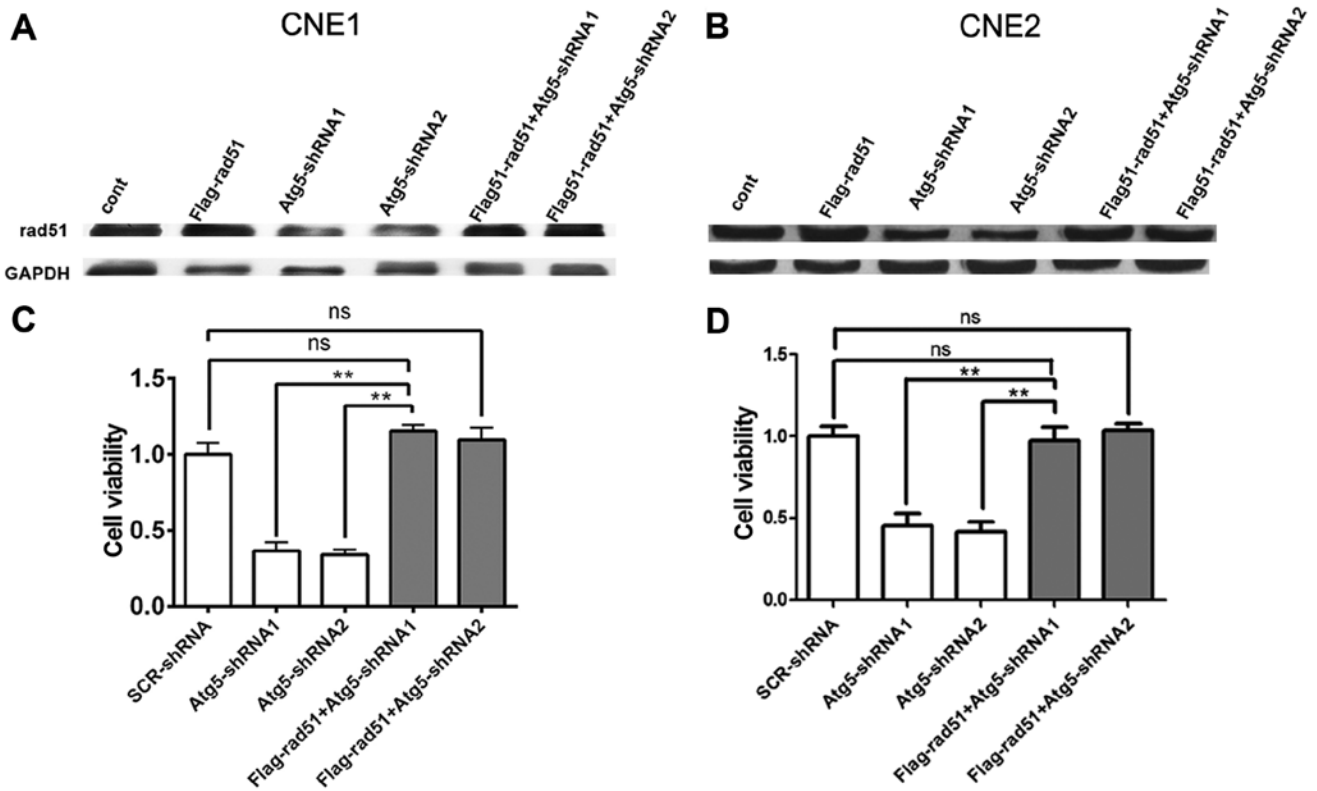 A
CNE1
cont
Flag-rad51
Atg5-shRNA1
Atg5-shRNA2
Flag51-rad51+Atg5-shRNA1
Flag51-rad51+Atg5-shRNA2
rad51
GAPDH
B
CNE2
cont
Flag-rad51
Atg5-shRNA1
Atg5-shRNA2
Flag51-rad51+Atg5-shRNA1
Flag51-rad51+Atg5-shRNA2
C
ns
ns
**
**
Cell viability
1.5
1.0
0.5
0.0
SCR-shRNA
Atg5-shRNA1
Atg5-shRNA2
Flag-rad51+Atg5-shRNA1
Flag-rad51+Atg5-shRNA2
D
ns
ns
**
**
Cell viability
1.5
1.0
0.5
0.0
SCR-shRNA
Atg5-shRNA1
Atg5-shRNA2
Flag-rad51+Atg5-shRNA1
Flag-rad51+Atg5-shRNA2